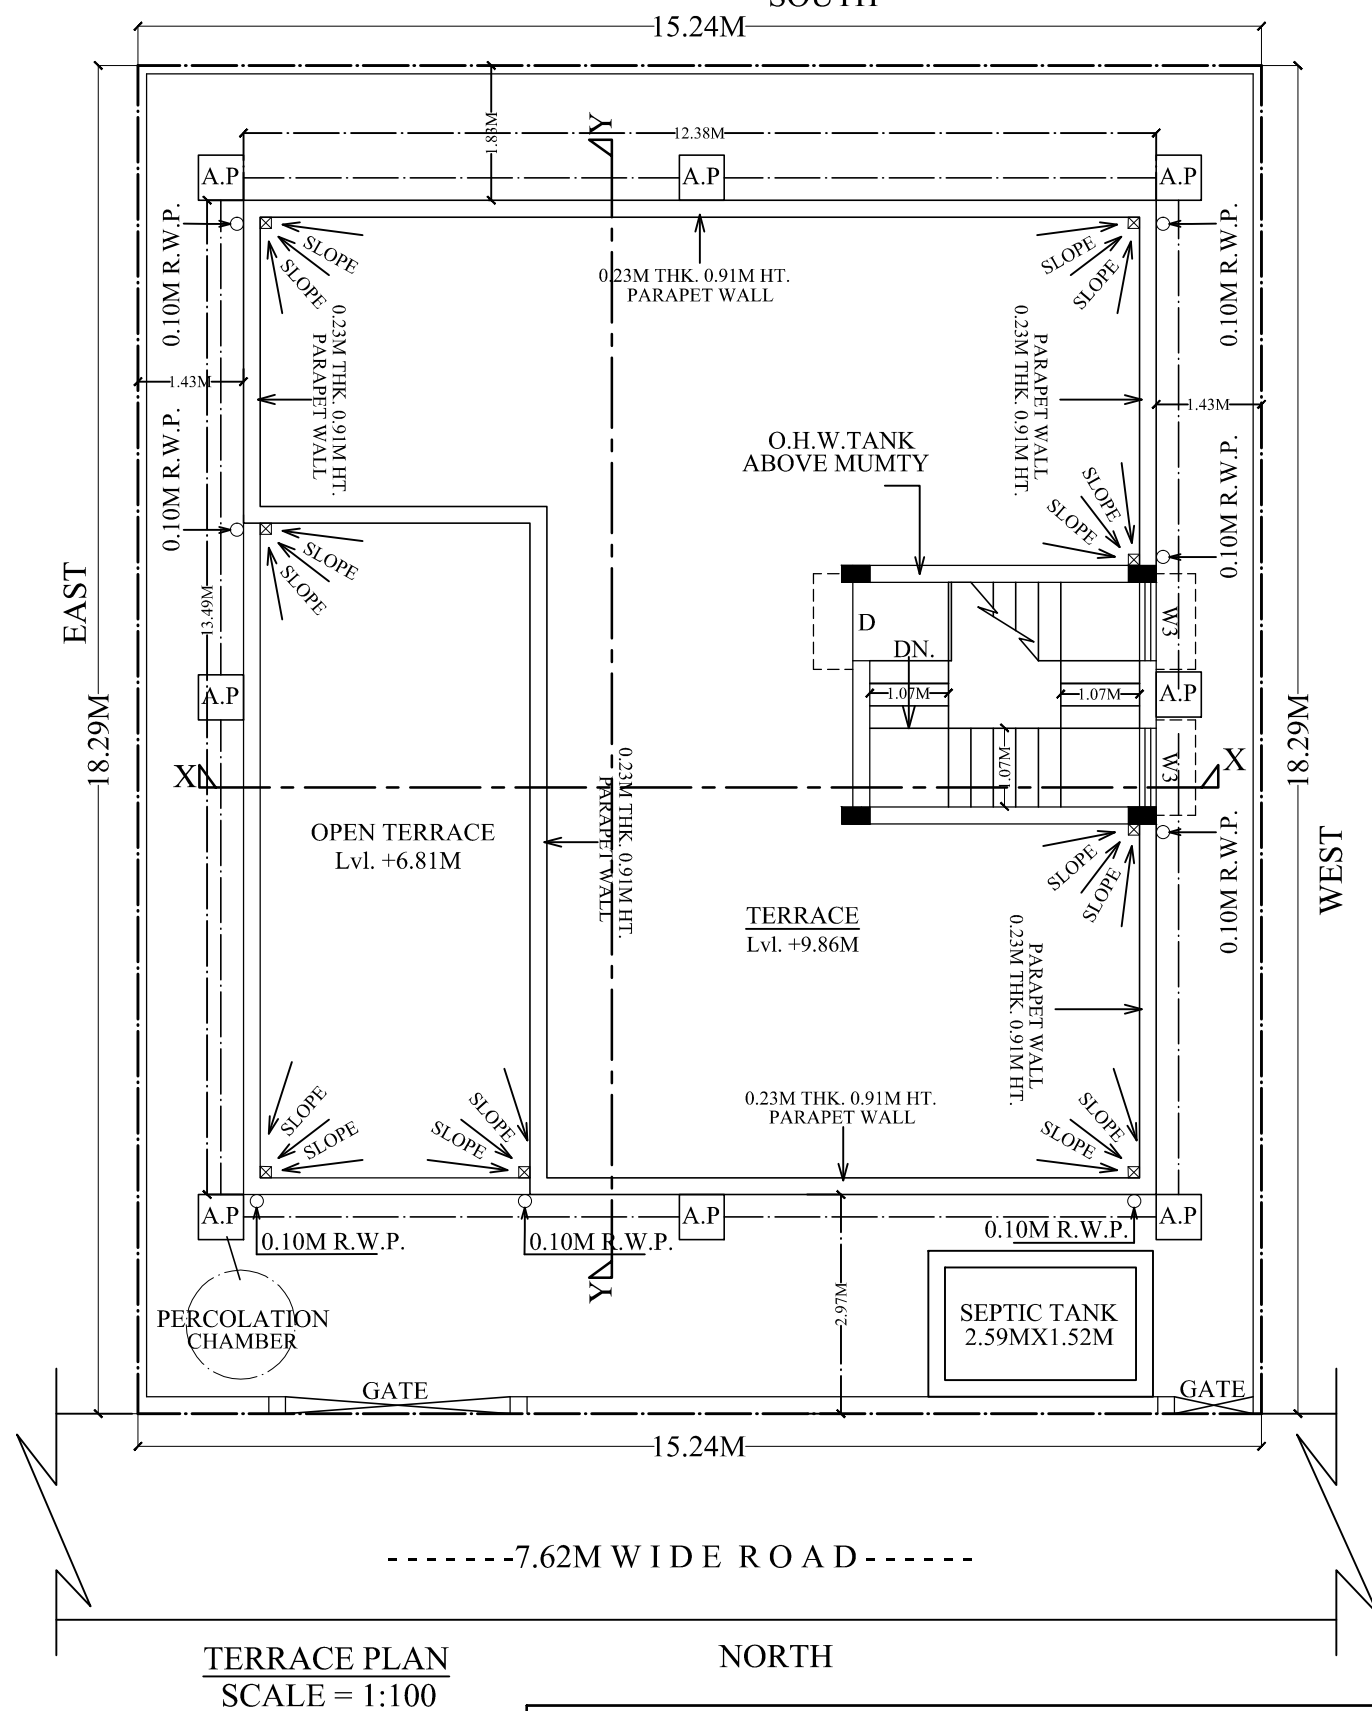 SOUTH
15.24M
1.83M
Y
12.38M
A.P
A.P
A.P
0.10M R.W.P.
SLOPE
SLOPE
0.23M THK. 0.91M HT.
PARAPET WALL
SLOPE
SLOPE
0.10M R.W.P.
0.23M THK. 0.91M HT.
PARAPET WALL
PARAPET WALL
0.23M THK. 0.91M HT.
1.43M
1.43M
0.10M R.W.P.
O.H.W.TANK
ABOVE MUMTY
SLOPE
SLOPE
0.10M R.W.P.
SLOPE
SLOPE
EAST
13.49M
D
DN.
W3
18.29M
A.P
1.07M
1.07M
A.P
18.29M
X
1.07M
W3
X
0.23M THK. 0.91M HT.
PARAPET WALL
OPEN TERRACE
Lvl. +6.81M
SLOPE
SLOPE
0.10M R.W.P.
WEST
TERRACE
Lvl. +9.86M
PARAPET WALL
0.23M THK. 0.91M HT.
SLOPE
SLOPE
SLOPE
SLOPE
0.23M THK. 0.91M HT.
PARAPET WALL
SLOPE
SLOPE
A.P
A.P
A.P
0.10M R.W.P.
0.10M R.W.P.
0.10M R.W.P.
Y
2.97M
PERCOLATION
CHAMBER
SEPTIC TANK
2.59MX1.52M
GATE
GATE
15.24M
7.62M W I D E R O A D
NORTH
TERRACE PLAN
SCALE = 1:100